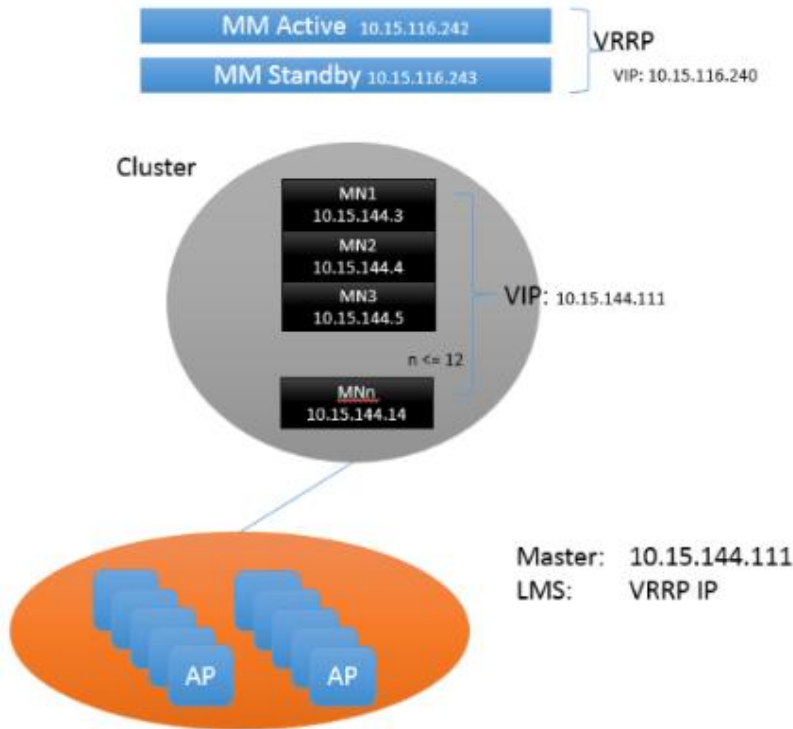 MM Active 10.15.116.242
MM Standby 10.15.116.243
VRRP
VIP: 10.15.116.240
Cluster
MN1
10.15.144.3
MN2
10.15.144.4
MN3
10.15.144.5
VIP: 10.15.144.111
n <= 12
MNn
10.15.144.14
Master: 10.15.144.111
LMS: VRRP IP
AP
AP